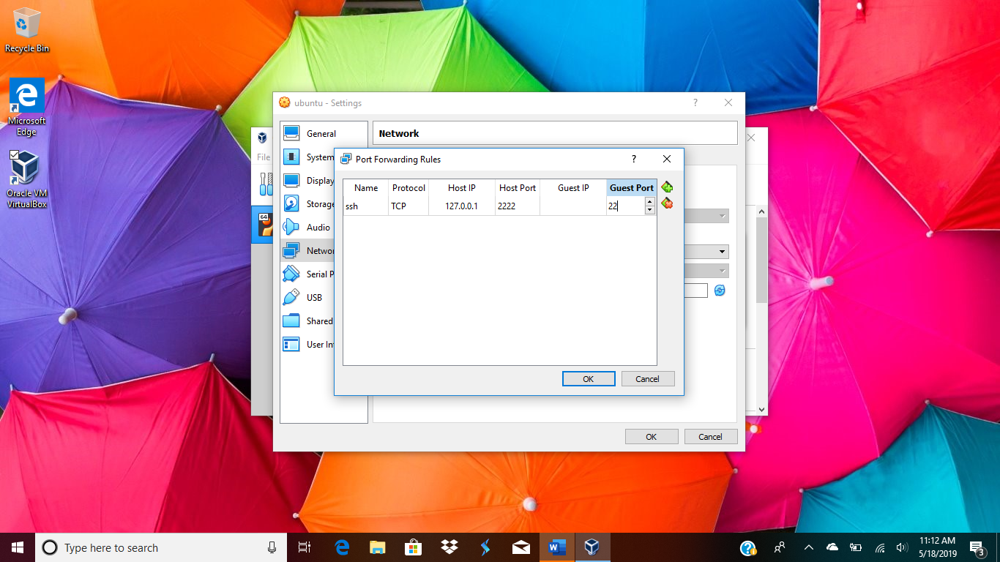 Recycle Bin
Microsoft
Edge
Oracle VM
VirtualBox
ubuntu - Settings
?
File
General
System
Display
Storage
Audio
Networ
Serial P
USB
Shared
User Int
Network
Port Forwarding Rules
?
Name Protocol Host IP Host Port Guest IP Guest Port
ssh TCP 127.0.0.1 2222 22
OK Cancel
OK Cancel
64
Type here to search
W
11:12 AM
5/18/2019
3